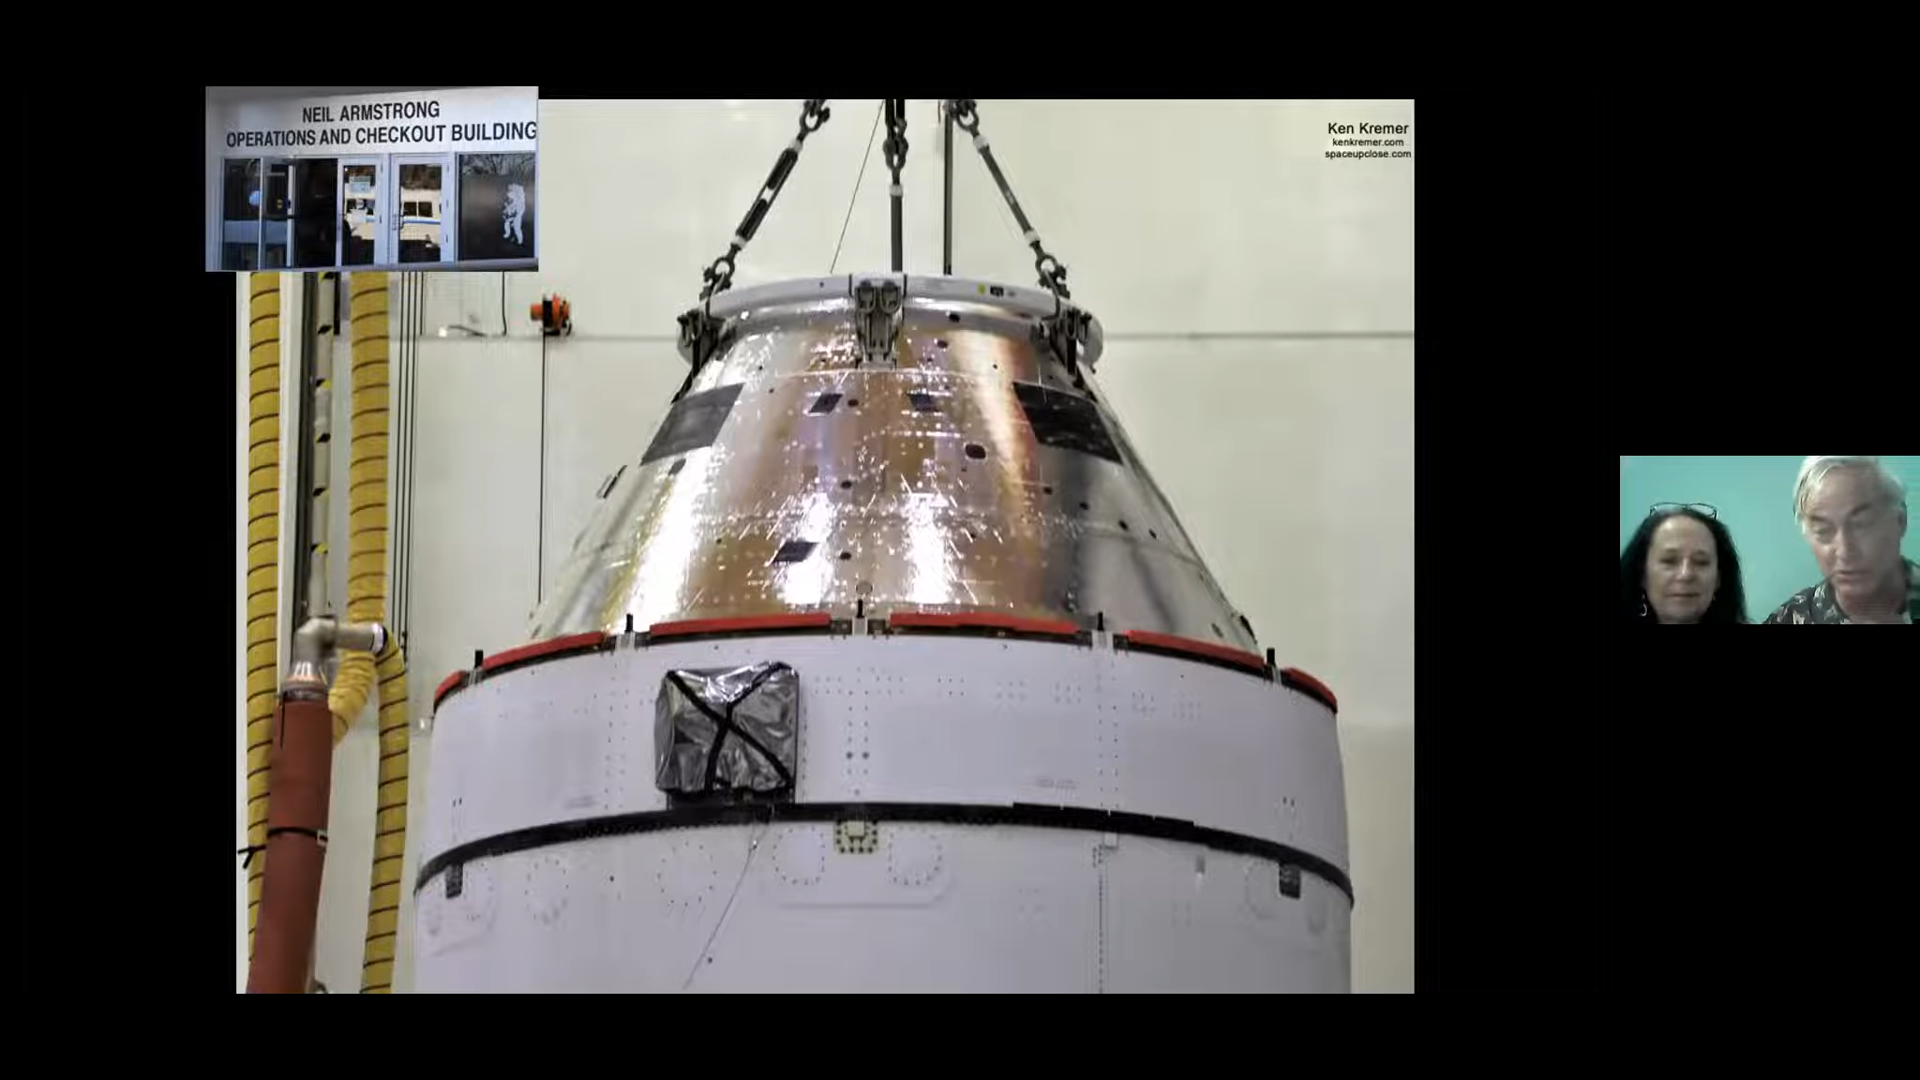 NEIL ARMSTRONG
OPERATIONS AND CHECKOUT BUILDING
Ken Kremer
kenkremer.com
spaceupclose.com